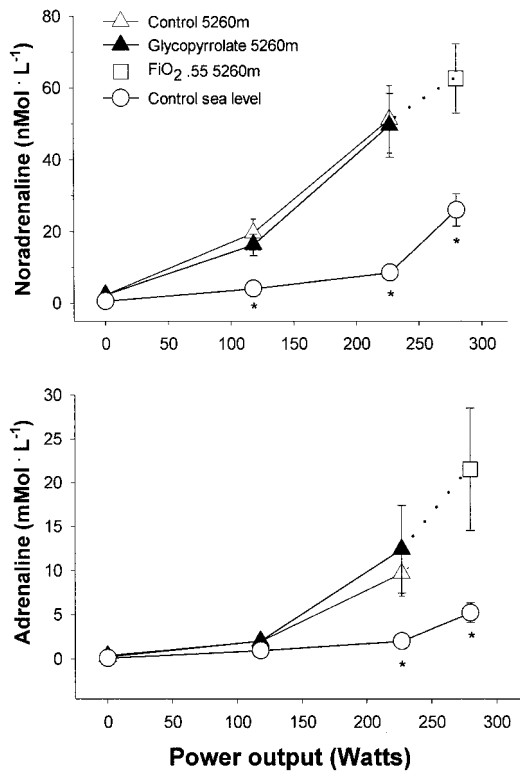 Control 5260m
Glycopyrrolate 5260m
FiO2 .55 5260m
Control sea level
Noradrenaline (nMol · L-1)
80
60
40
20
0
* * *
0 50 100 150 200 250 300
Adrenaline (mMol · L-1)
30
25
20
15
10
5
0
* *
0 50 100 150 200 250 300
Power output (Watts)